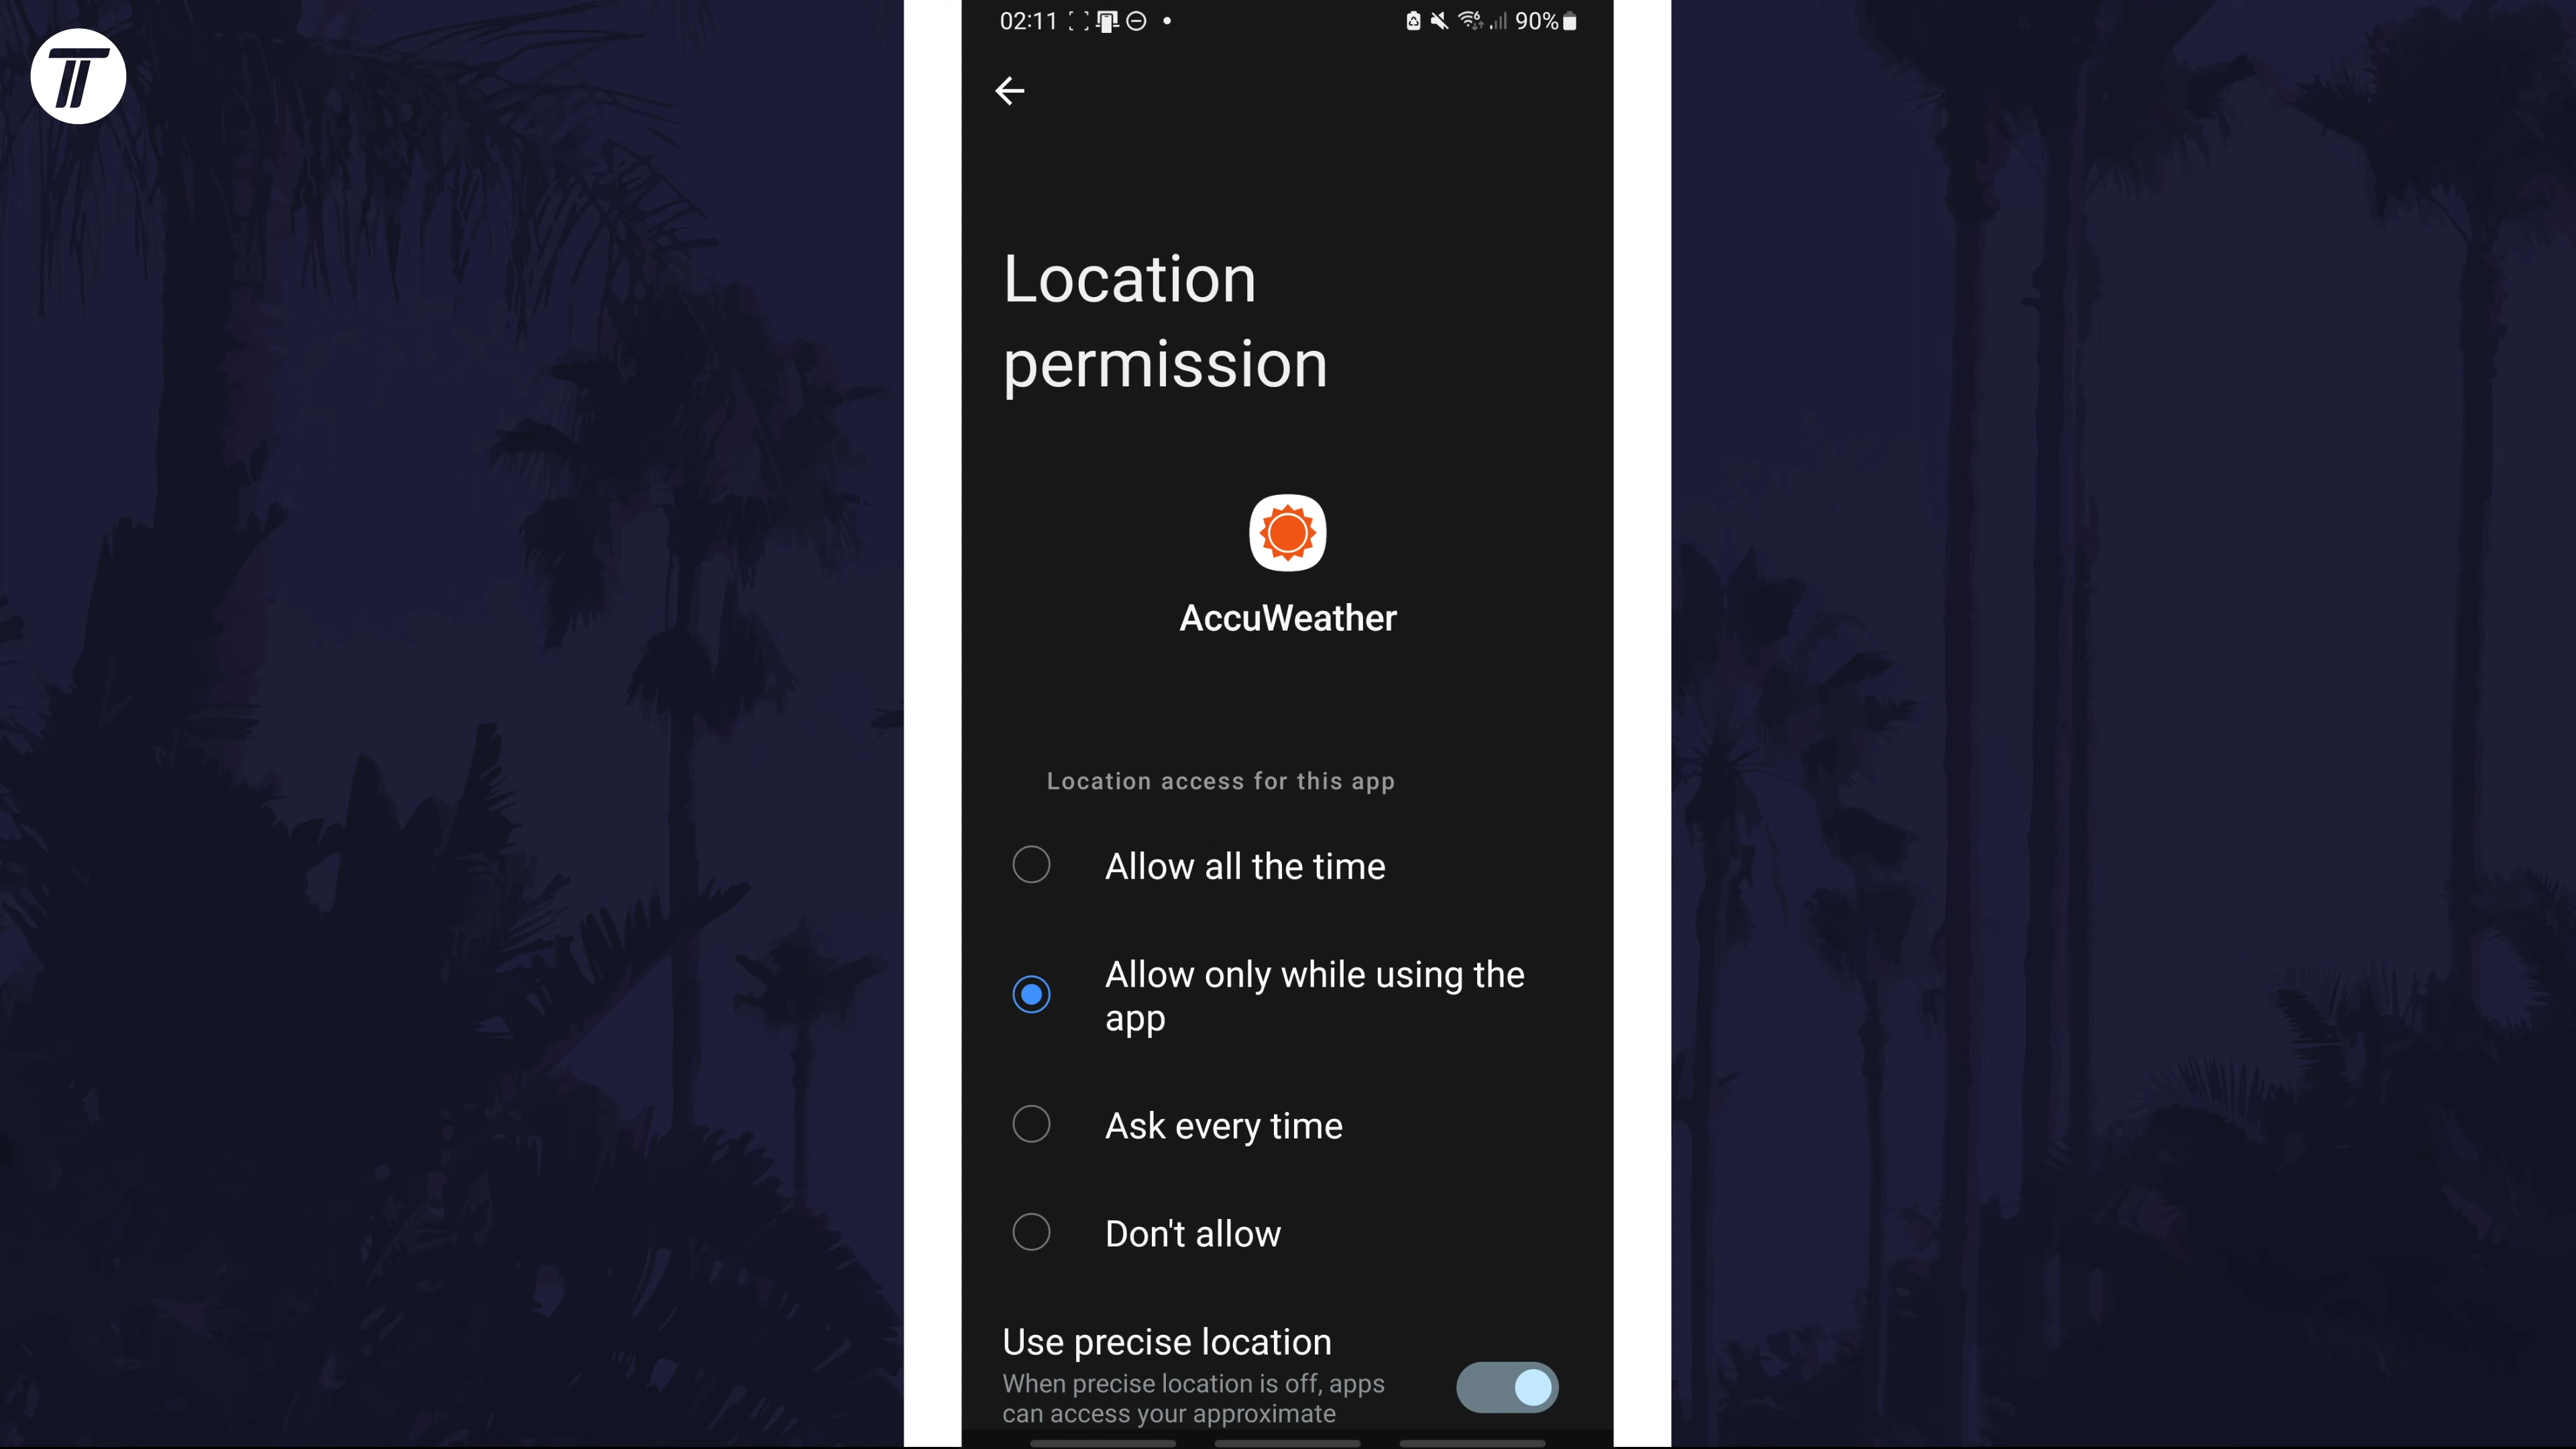 02:11
90%
Location
permission
AccuWeather
Location access for this app
Allow all the time
Allow only while using the
app
Ask every time
Don't allow
Use precise location
When precise location is off, apps
can access your approximate